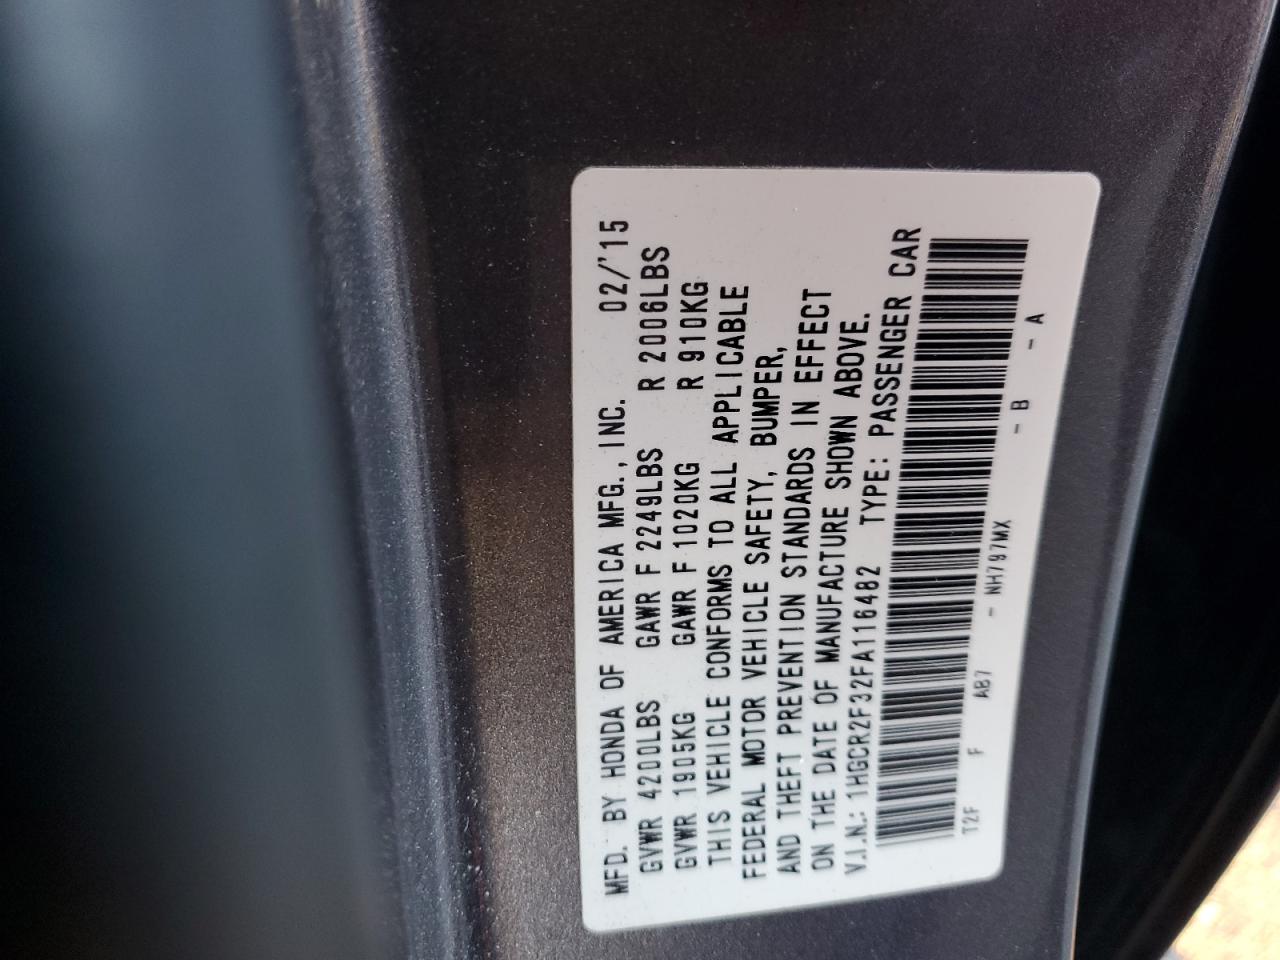 MFD. BY HONDA OF AMERICA MFG., INC. 02/'15
GVWR 4200LBS GAWR F 2249LBS R 2006LBS
GVWR 1905KG GAWR F 1020KG R 910KG
THIS VEHICLE CONFORMS TO ALL APPLICABLE
FEDERAL MOTOR VEHICLE SAFETY, BUMPER,
AND THEFT PREVENTION STANDARDS IN EFFECT
ON THE DATE OF MANUFACTURE SHOWN ABOVE.
V.I.N.: 1HGCR2F32FA116482 TYPE: PASSENGER CAR
T2F F AB7 - NH797MX - B - A